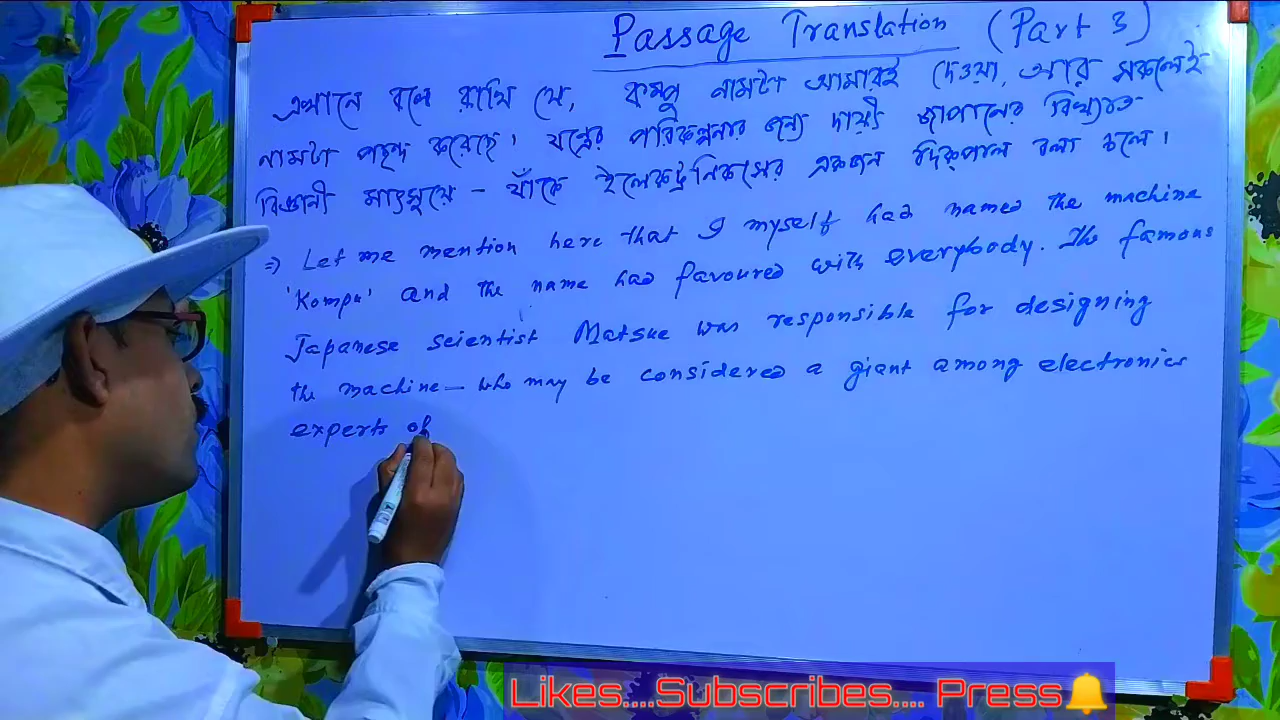 Passage Translation (Part 3)
এখানে বলে রাখি যে, কম্পু নামটা আমারই দেওয়া, আর সকলেই
নামটা পছন্দ করেছে। যন্ত্রের পরিকল্পনার জন্য দায়ী জাপানের বিখ্যাত
বিজ্ঞানী মাৎসুয়ে - যাঁকে ইলেকট্রনিকসের একজন দিকপাল বলা চলে।
⇒ Let me mention here that I myself had named the machine
'Kompu' and the name had favoured with everybody. The famous
Japanese scientist Matsue was responsible for designing
the machine — who may be considered a giant among electronics
experts of
Likes....Subscribes.... Press🔔